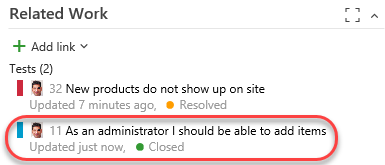 Related Work
Add link
Tests (2)
32 New products do not show up on site
Updated 7 minutes ago, Resolved
11 As an administrator I should be able to add items
Updated just now, Closed